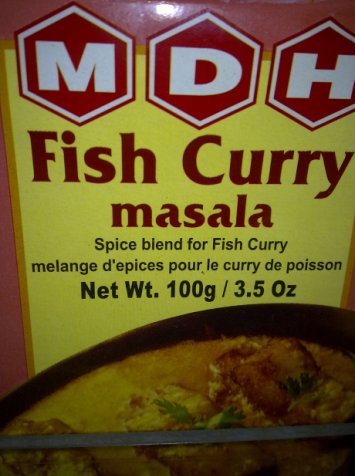 MDH
Fish Curry
masala
Spice blend for Fish Curry
melange d'epices pour le curry de poisson
Net Wt. 100g / 3.5 Oz